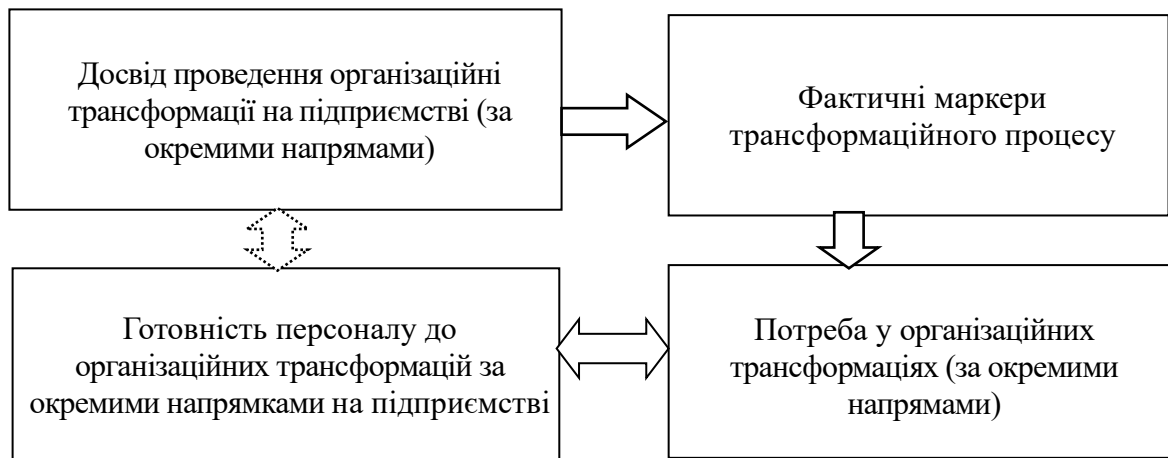 Досвід проведення організаційні
трансформації на підприємстві (за
окремими напрямами)
Фактичні маркери
трансформаційного процесу
Готовність персоналу до
організаційних трансформацій за
окремими напрямками на підприємстві
Потреба у організаційних
трансформаціях (за окремими
напрямами)